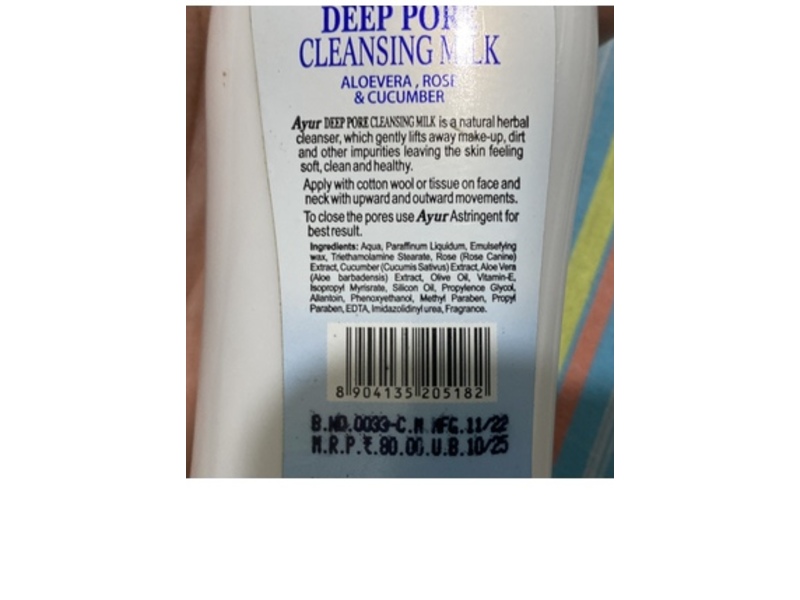 DEEP PORE
CLEANSING MILK
ALOEVERA , ROSE
& CUCUMBER
Ayur DEEP PORE CLEANSING MILK is a natural herbal
cleanser, which gently lifts away make-up, dirt
and other impurities leaving the skin feeling
soft, clean and healthy.
Apply with cotton wool or tissue on face and
neck with upward and outward movements.
To close the pores use Ayur Astringent for
best result.
Ingredients: Aqua, Paraffinum Liquidum, Emulsefying
wax, Triethamolamine Stearate, Rose (Rose Canine)
Extract, Cucumber (Cucumis Sativus) Extract, Aloe Vera
(Aloe barbadensis) Extract, Olive Oil, Vitamin-E,
Isopropyl Myrisrate, Silicon Oil, Propylence Glycol,
Allantoin, Phenoxyethanol, Methyl Paraben, Propyl
Paraben, EDTA, Imidazolidinyl urea, Fragrance.
8 904135 205182
B.NO.0033-C.M MFG.11/22
M.R.P.₹.80.00.U.B.10/25